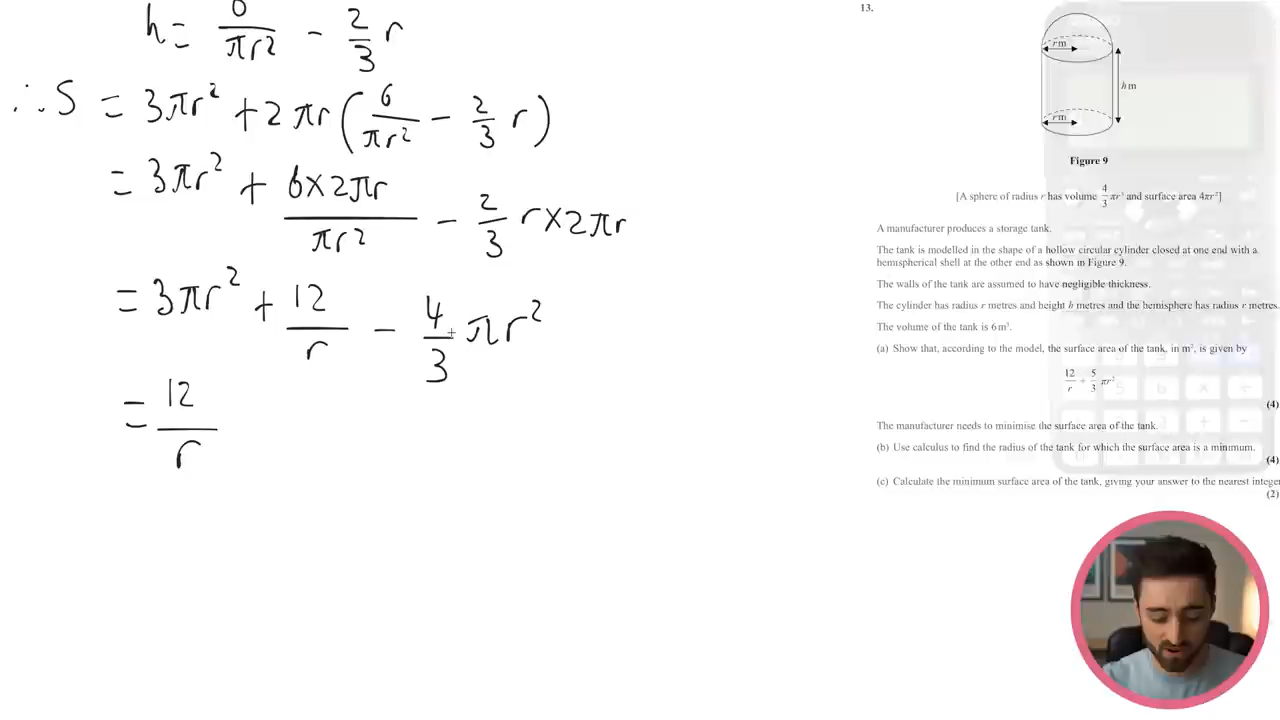 h = 6/πr² - 2/3 r
∴ S = 3πr² + 2πr (6/πr² - 2/3 r)
= 3πr² + 6×2πr/πr² - 2/3 r×2πr
= 3πr² + 12/r - 4/3 πr²
= 12/r
13.
r m
h m
r m
Figure 9
[A sphere of radius r has volume 4/3 πr³ and surface area 4πr²]
A manufacturer produces a storage tank.
The tank is modelled in the shape of a hollow circular cylinder closed at one end with a
hemispherical shell at the other end as shown in Figure 9.
The walls of the tank are assumed to have negligible thickness.
The cylinder has radius r metres and height h metres and the hemisphere has radius r metres.
The volume of the tank is 6 m³.
(a) Show that, according to the model, the surface area of the tank, in m², is given by
12/r + 5/3 πr²
(4)
The manufacturer needs to minimise the surface area of the tank.
(b) Use calculus to find the radius of the tank for which the surface area is a minimum.
(4)
(c) Calculate the minimum surface area of the tank, giving your answer to the nearest integer
(2)